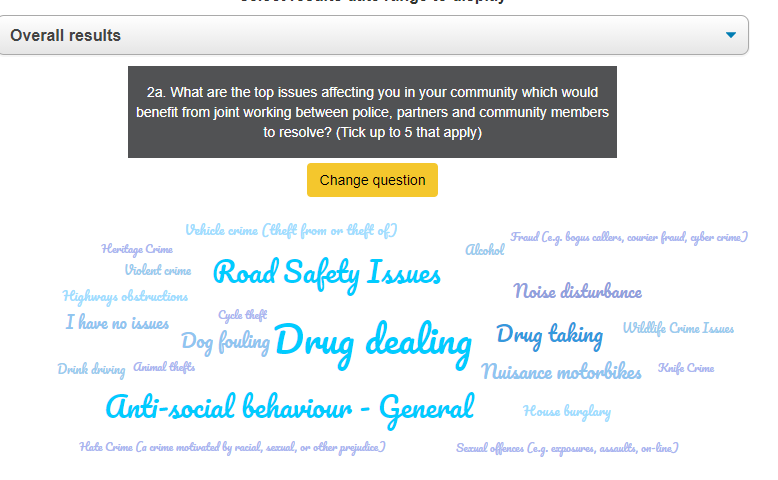 Overall results
2a. What are the top issues affecting you in your community which would
benefit from joint working between police, partners and community members
to resolve? (Tick up to 5 that apply)
Change question
Vehicle crime (theft from or theft of)
Fraud (e.g. bogus callers, courier fraud, cyber crime)
Heritage Crime
Alcohol
Violent crime
Road Safety Issues
Highways obstructions
Noise disturbance
Cycle theft
I have no issues
Dog fouling
Drug dealing
Drug taking
Wildlife Crime Issues
Drink driving
Animal thefts
Nuisance motorbikes
Knife Crime
Anti-social behaviour - General
House burglary
Hate Crime (a crime motivated by racial, sexual, or other prejudice)
Sexual offences (e.g. exposures, assaults, on-line)